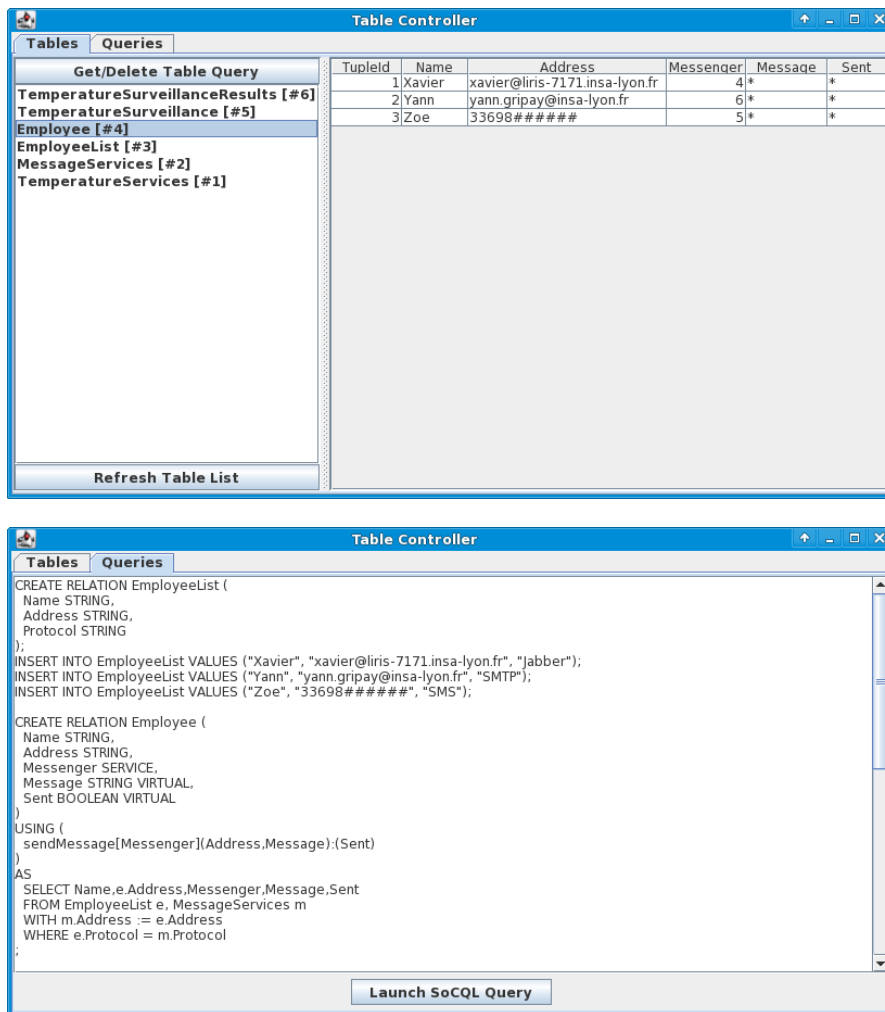 Table Controller
Tables Queries
Get/Delete Table Query
TemperatureSurveillanceResults [#6]
TemperatureSurveillance [#5]
Employee [#4]
EmployeeList [#3]
MessageServices [#2]
TemperatureServices [#1]
Refresh Table List
TupleId Name Address Messenger Message Sent
1 Xavier xavier@liris-7171.insa-lyon.fr 4 * *
2 Yann yann.gripay@insa-lyon.fr 6 * *
3 Zoe 33698###### 5 * *
Table Controller
Tables Queries
CREATE RELATION EmployeeList (
Name STRING,
Address STRING,
Protocol STRING
);
INSERT INTO EmployeeList VALUES ("Xavier", "xavier@liris-7171.insa-lyon.fr", "Jabber");
INSERT INTO EmployeeList VALUES ("Yann", "yann.gripay@insa-lyon.fr", "SMTP");
INSERT INTO EmployeeList VALUES ("Zoe", "33698######", "SMS");
CREATE RELATION Employee (
Name STRING,
Address STRING,
Messenger SERVICE,
Message STRING VIRTUAL,
Sent BOOLEAN VIRTUAL
)
USING (
sendMessage[Messenger](Address,Message):(Sent)
)
AS
SELECT Name,e.Address,Messenger,Message,Sent
FROM EmployeeList e, MessageServices m
WITH m.Address := e.Address
WHERE e.Protocol = m.Protocol
;
Launch SoCQL Query